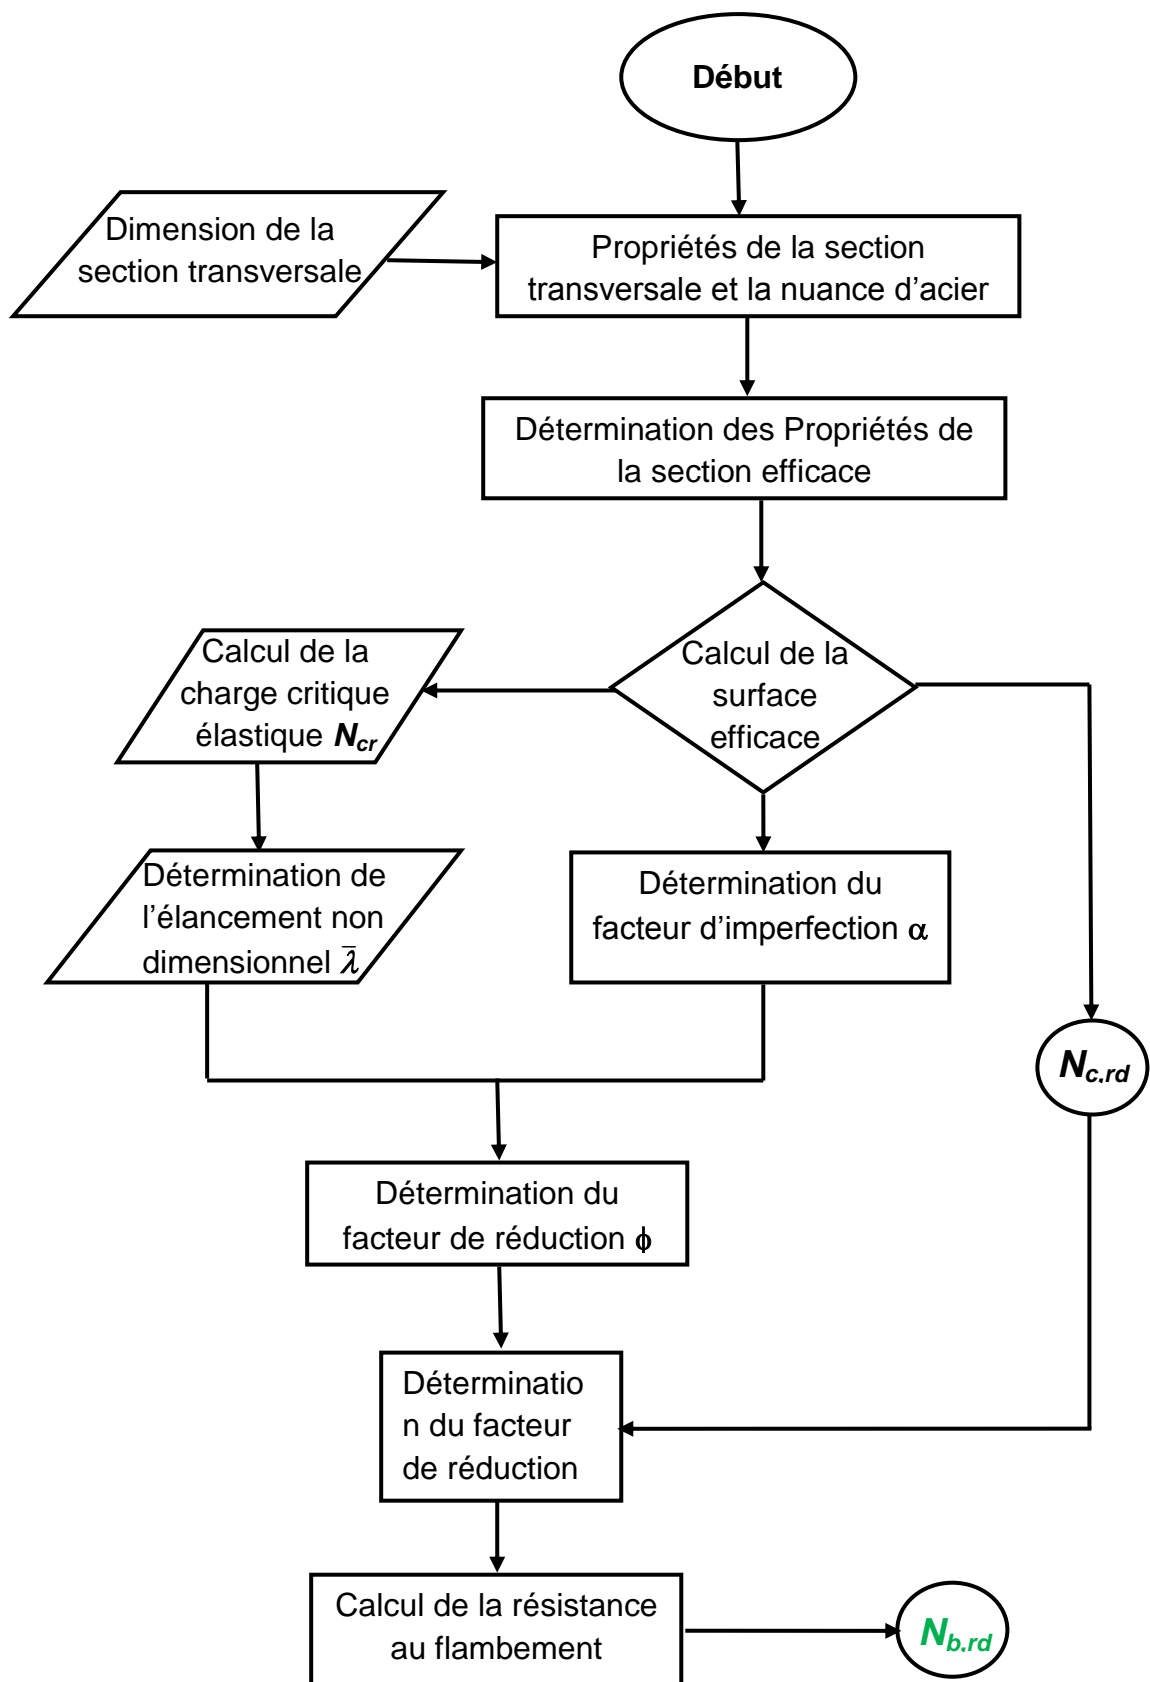 Début
Dimension de la
section transversale
Propriétés de la section
transversale et la nuance d’acier
Détermination des Propriétés de
la section efficace
Calcul de la
surface
efficace
Calcul de la
charge critique
élastique N_cr
Détermination de
l’élancement non
dimensionnel λ̄
Détermination du
facteur d’imperfection α
N_c.rd
Détermination du
facteur de réduction ϕ
Déterminatio
n du facteur
de réduction
Calcul de la résistance
au flambement
N_b.rd